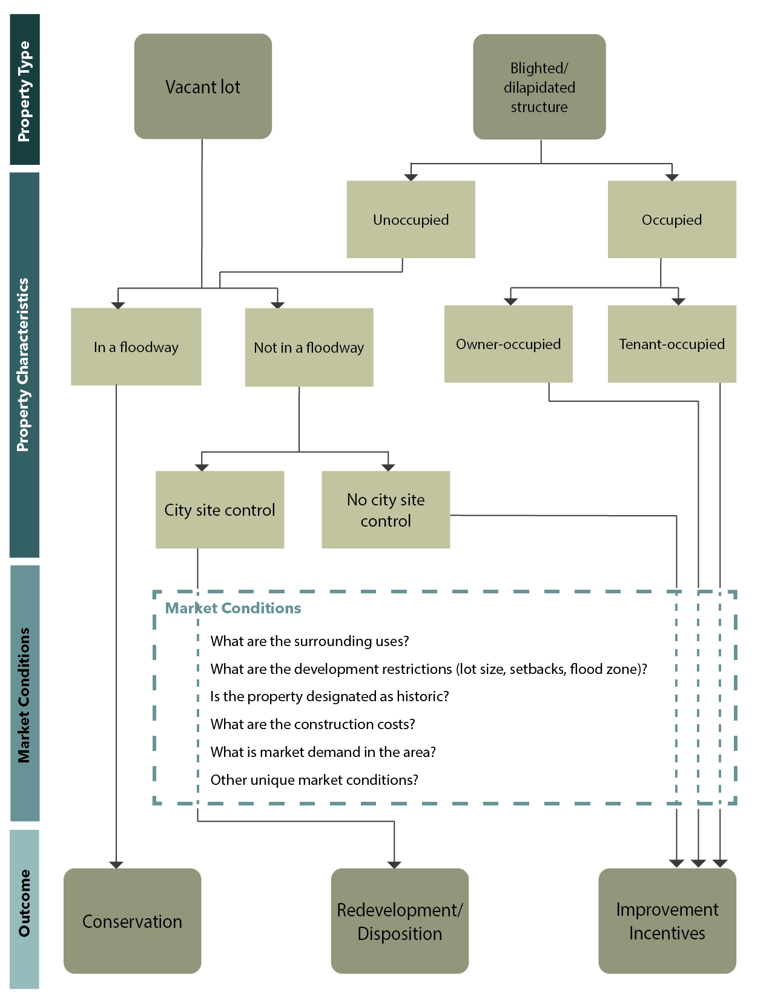 Property Type
Vacant lot
Blighted/
dilapidated
structure
Property Characteristics
Unoccupied
Occupied
In a floodway
Not in a floodway
Owner-occupied
Tenant-occupied
City site control
No city site
control
Market Conditions
Market Conditions
What are the surrounding uses?
What are the development restrictions (lot size, setbacks, flood zone)?
Is the property designated as historic?
What are the construction costs?
What is market demand in the area?
Other unique market conditions?
Outcome
Conservation
Redevelopment/
Disposition
Improvement
Incentives